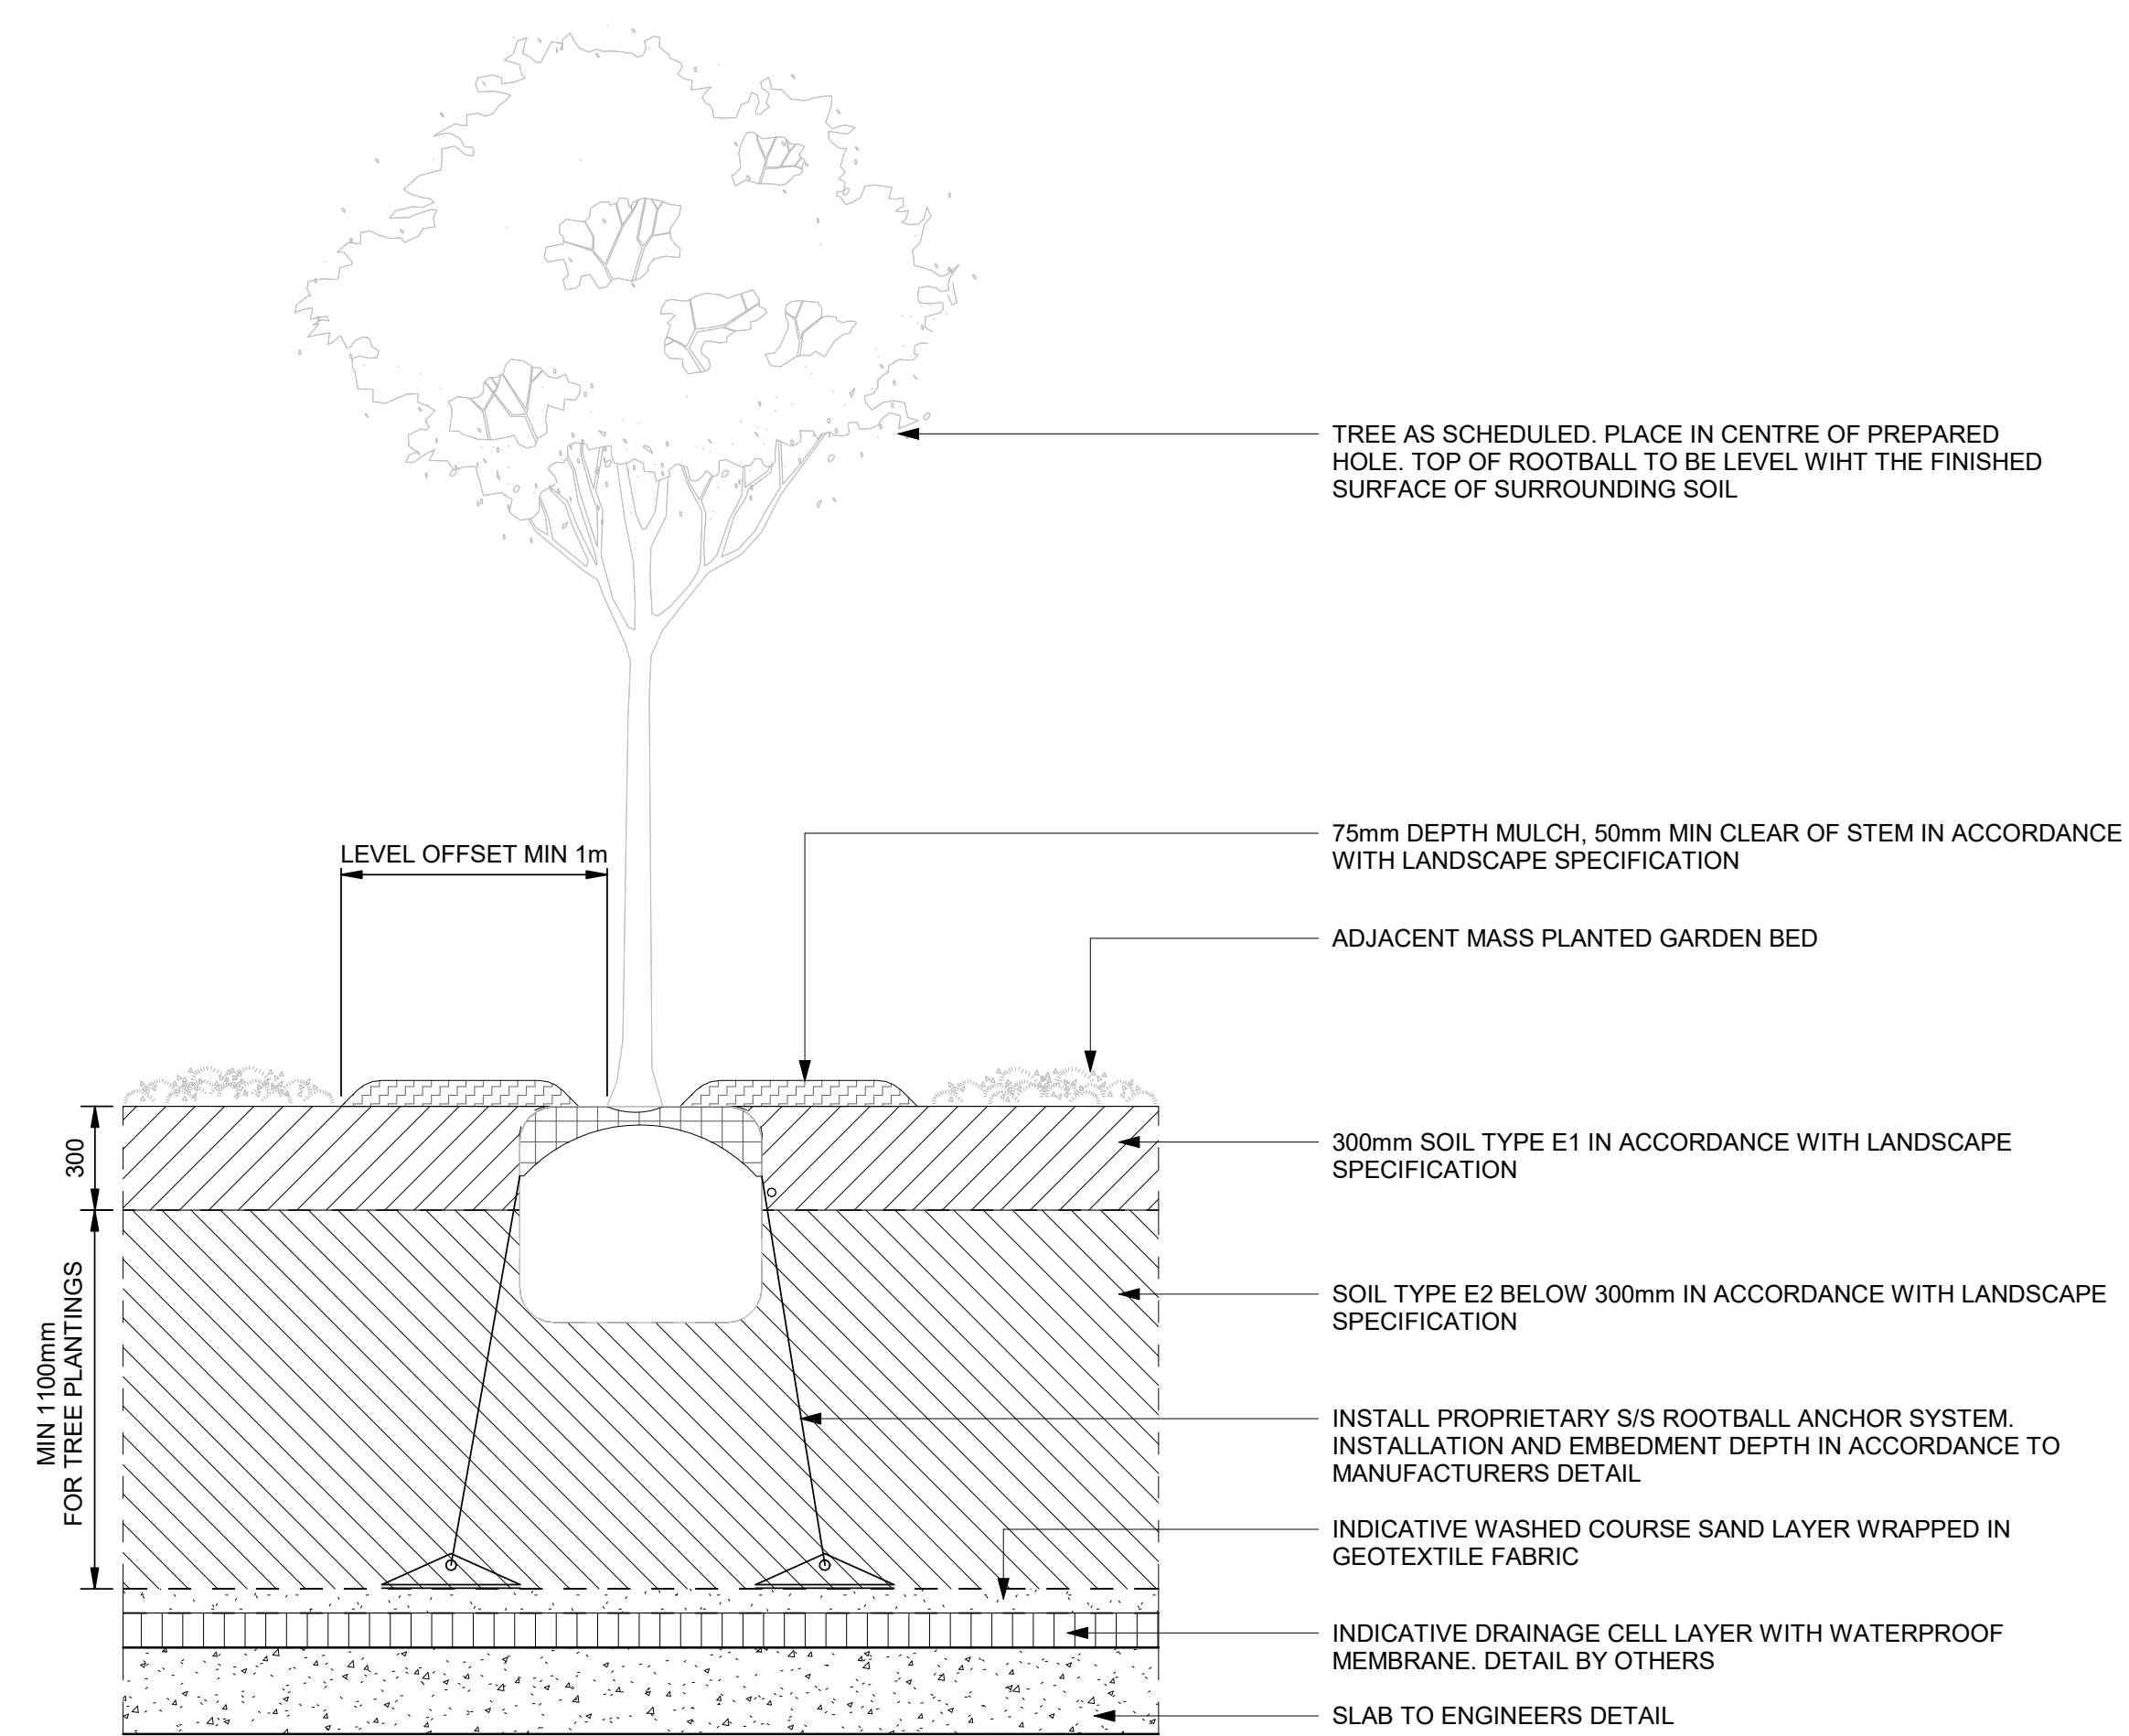 TREE AS SCHEDULED. PLACE IN CENTRE OF PREPARED
HOLE. TOP OF ROOTBALL TO BE LEVEL WIHT THE FINISHED
SURFACE OF SURROUNDING SOIL
75mm DEPTH MULCH, 50mm MIN CLEAR OF STEM IN ACCORDANCE
WITH LANDSCAPE SPECIFICATION
LEVEL OFFSET MIN 1m
ADJACENT MASS PLANTED GARDEN BED
300
300mm SOIL TYPE E1 IN ACCORDANCE WITH LANDSCAPE
SPECIFICATION
MIN 1100mm
FOR TREE PLANTINGS
SOIL TYPE E2 BELOW 300mm IN ACCORDANCE WITH LANDSCAPE
SPECIFICATION
INSTALL PROPRIETARY S/S ROOTBALL ANCHOR SYSTEM.
INSTALLATION AND EMBEDMENT DEPTH IN ACCORDANCE TO
MANUFACTURERS DETAIL
INDICATIVE WASHED COURSE SAND LAYER WRAPPED IN
GEOTEXTILE FABRIC
INDICATIVE DRAINAGE CELL LAYER WITH WATERPROOF
MEMBRANE. DETAIL BY OTHERS
SLAB TO ENGINEERS DETAIL